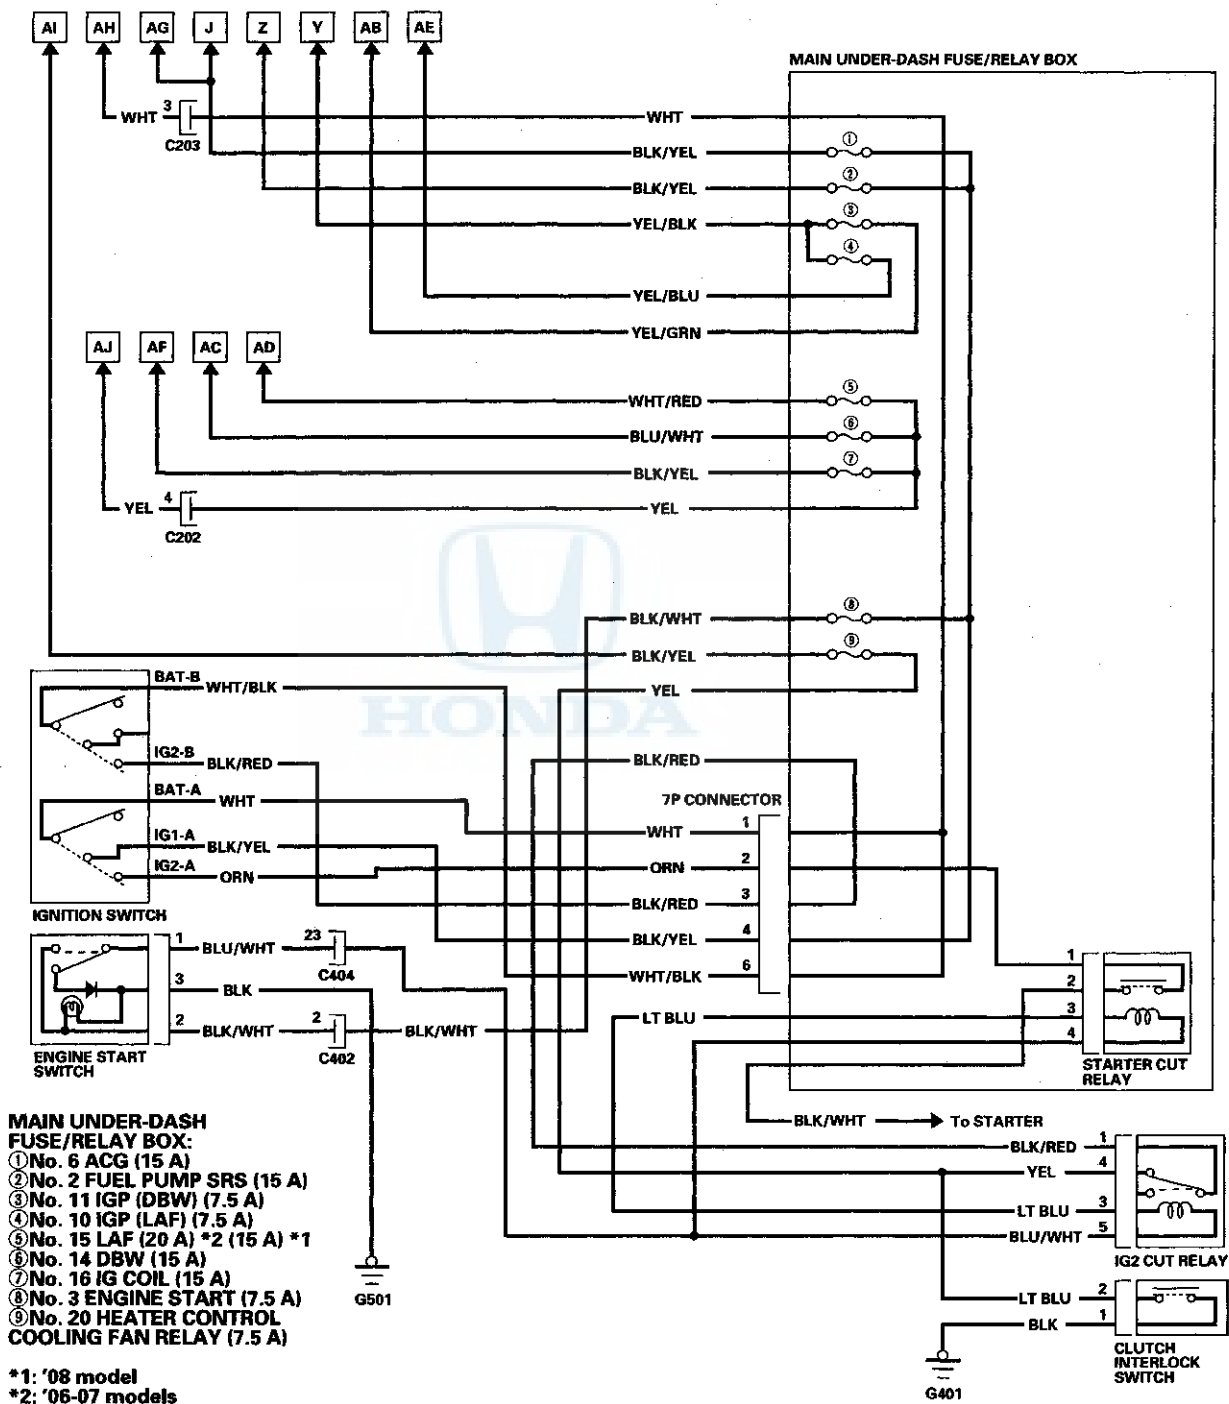 AI AH AG J Z Y AB AE
MAIN UNDER-DASH FUSE/RELAY BOX
WHT 3 WHT
C203
①
BLK/YEL
②
BLK/YEL
③
YEL/BLK
④
YEL/BLU
YEL/GRN
AJ AF AC AD
⑤
WHT/RED
⑥
BLU/WHT
⑦
BLK/YEL
YEL 4 YEL
C202
HONDA
⑧
BLK/WHT
⑨
BLK/YEL
YEL
BAT-B
WHT/BLK
IG2-B
BLK/RED
BLK/RED
BAT-A
WHT
7P CONNECTOR
IG1-A
BLK/YEL
WHT 1
IG2-A
ORN
ORN 2
BLK/RED 3
IGNITION SWITCH
BLK/YEL 4
WHT/BLK 6
1 BLU/WHT 23
C404
3 BLK
2 BLK/WHT 2 BLK/WHT
C402
ENGINE START
SWITCH
1
2
LT BLU 3
4
STARTER CUT
RELAY
BLK/WHT To STARTER
BLK/RED 1
YEL 4
LT BLU 3
BLU/WHT 5
IG2 CUT RELAY
LT BLU 2
BLK 1
CLUTCH
INTERLOCK
SWITCH
G501
G401
MAIN UNDER-DASH
FUSE/RELAY BOX:
①No. 6 ACG (15 A)
②No. 2 FUEL PUMP SRS (15 A)
③No. 11 IGP (DBW) (7.5 A)
④No. 10 IGP (LAF) (7.5 A)
⑤No. 15 LAF (20 A) *2 (15 A) *1
⑥No. 14 DBW (15 A)
⑦No. 16 IG COIL (15 A)
⑧No. 3 ENGINE START (7.5 A)
⑨No. 20 HEATER CONTROL
COOLING FAN RELAY (7.5 A)
*1: '08 model
*2: '06-07 models